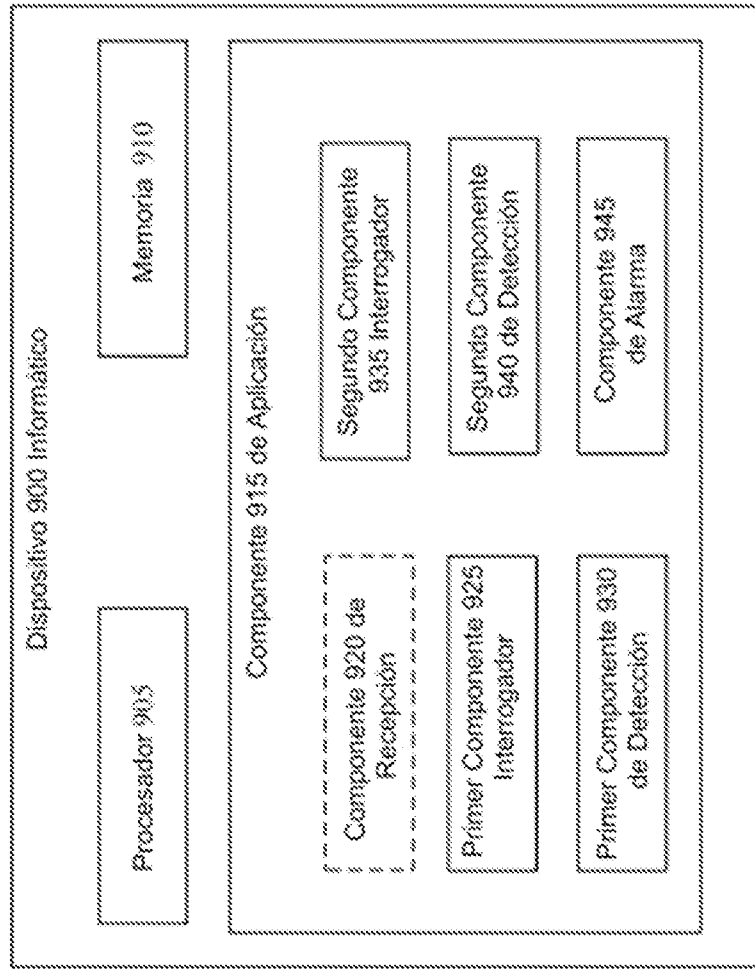 Dispositivo 900 Informático
Procesador 905
Memoria 910
Componente 915 de Aplicación
Componente 920 de
Recepción
Segundo Componente
935 Interrogador
Primer Componente 925
Interrogador
Segundo Componente
940 de Detección
Primer Componente 930
de Detección
Componente 945
de Alarma